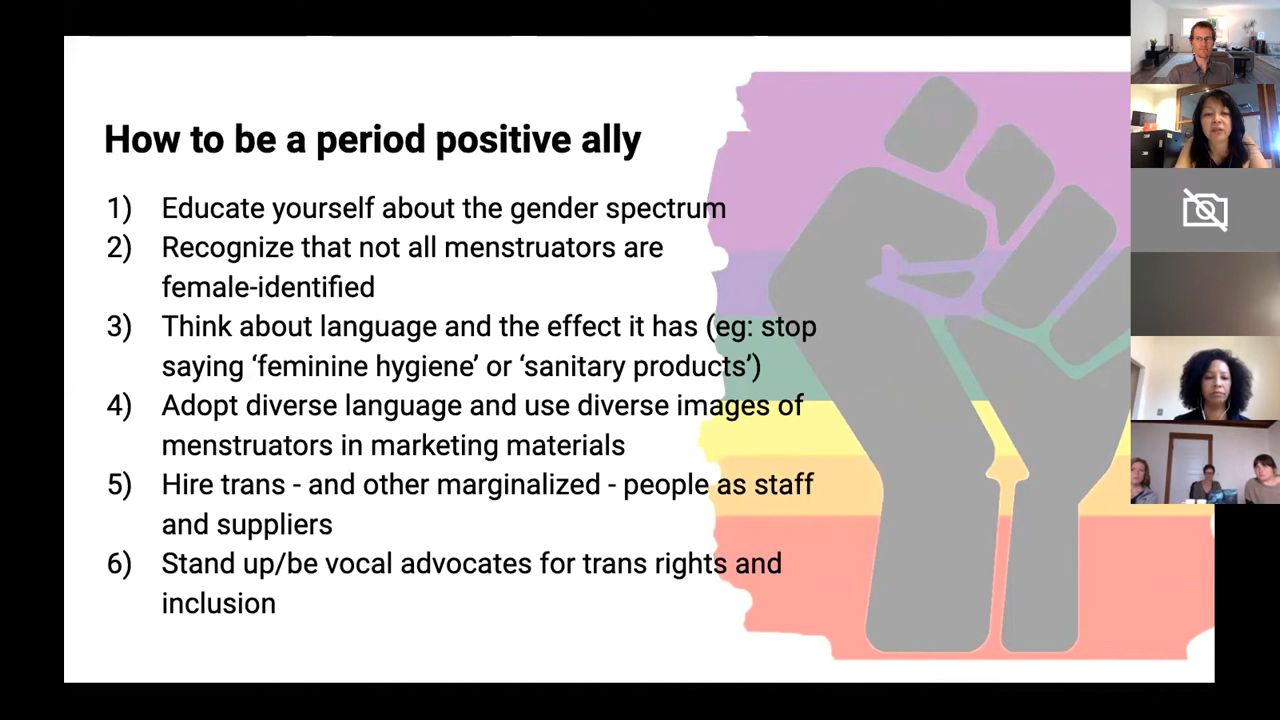 How to be a period positive ally
1) Educate yourself about the gender spectrum
2) Recognize that not all menstruators are
female-identified
3) Think about language and the effect it has (eg: stop
saying ‘feminine hygiene’ or ‘sanitary products’)
4) Adopt diverse language and use diverse images of
menstruators in marketing materials
5) Hire trans - and other marginalized - people as staff
and suppliers
6) Stand up/be vocal advocates for trans rights and
inclusion